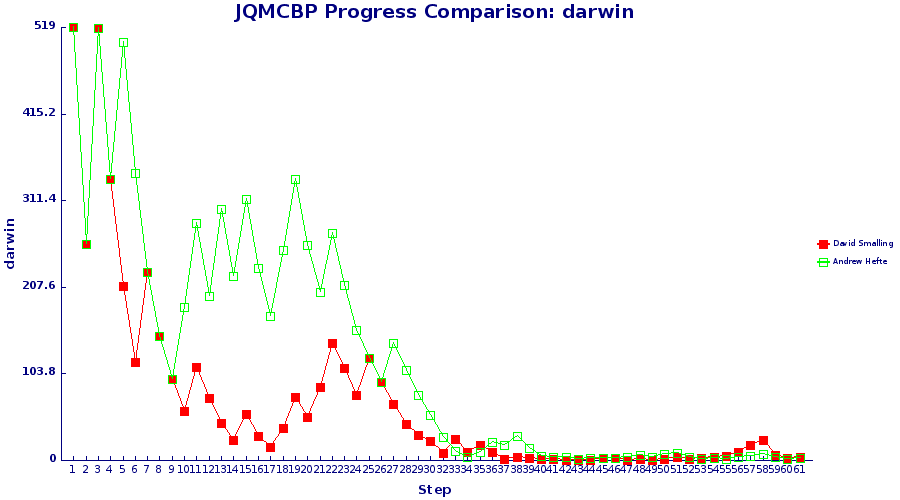 JQMCBP Progress Comparison: darwin
519
415.2
311.4
207.6
103.8
0
darwin
1 2 3 4 5 6 7 8 9 10 11 12 13 14 15 16 17 18 19 20 21 22 23 24 25 26 27 28 29 30 31 32 33 34 35 36 37 38 39 40 41 42 43 44 45 46 47 48 49 50 51 52 53 54 55 56 57 58 59 60 61
Step
David Smalling
Andrew Hefte